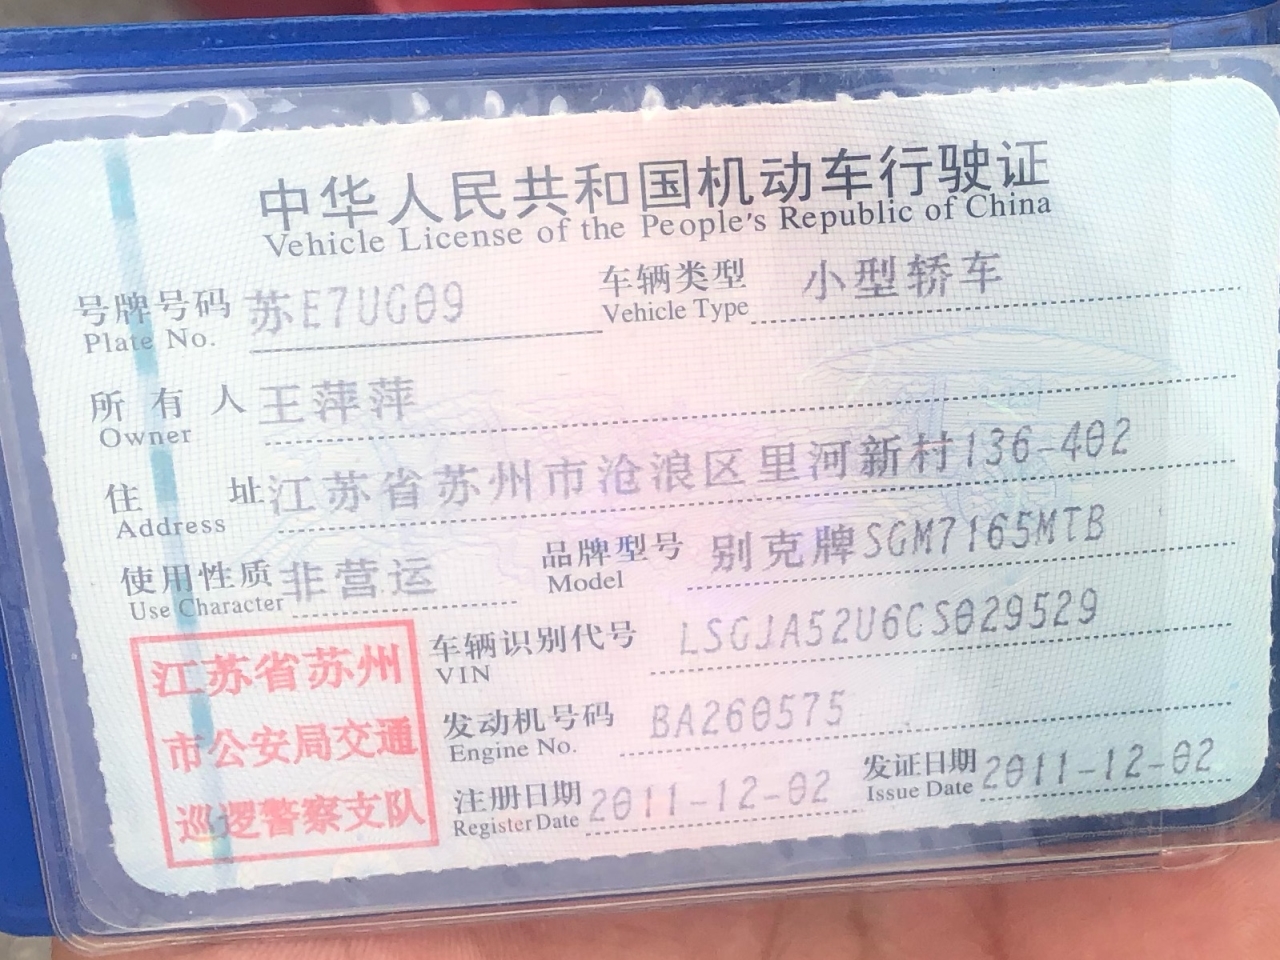 中华人民共和国机动车行驶证
Vehicle License of the People's Republic of China
号牌号码 苏E7UG09 车辆类型 小型轿车
Plate No. Vehicle Type
所有人 王萍萍
Owner
住址 江苏省苏州市沧浪区里河新村136-402
Address
使用性质 非营运 品牌型号 别克牌SGM7165MTB
Use Character Model
车辆识别代号 LSGJA52U6CS029529
VIN
发动机号码 BA260575
Engine No.
注册日期 2011-12-02 发证日期 2011-12-02
Register Date Issue Date
江苏省苏州
市公安局交通
巡逻警察支队